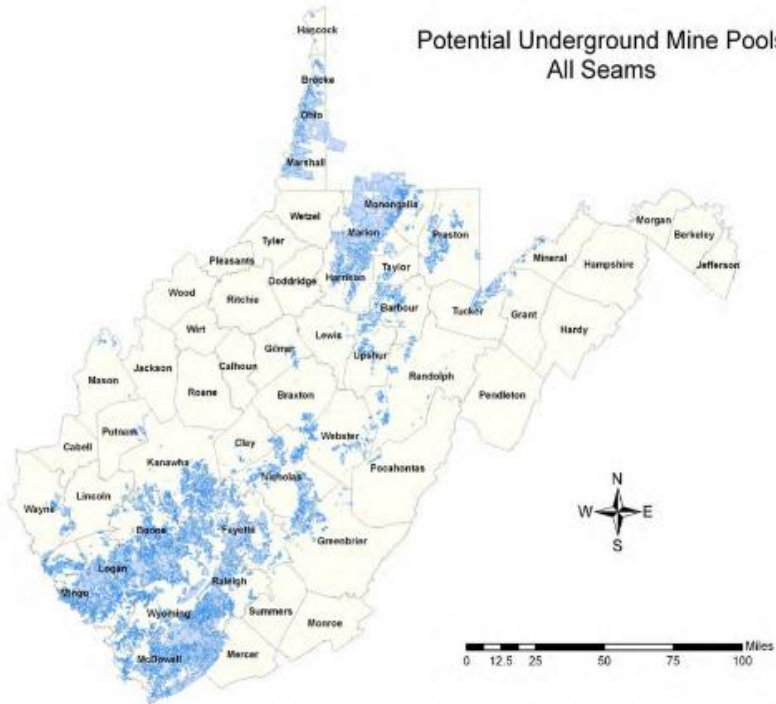 Potential Underground Mine Pools
All Seams
Hancock
Brooke
Ohio
Marshall
Wetzel
Monongalia
Marion
Preston
Tyler
Pleasants
Doddridge
Harrison
Taylor
Mineral
Hampshire
Morgan
Berkeley
Jefferson
Wood
Ritchie
Barbour
Tucker
Grant
Hardy
Wirt
Lewis
Gilmer
Upshur
Jackson
Calhoun
Randolph
Mason
Roane
Braxton
Pendleton
Putnam
Cabell
Clay
Webster
Kanawha
Pocahontas
Nicholas
Lincoln
Wayne
Boone
Fayette
Greenbrier
Logan
Raleigh
Mingo
Wyoming
Summers
Monroe
McDowell
Mercer
N
W E
S
Miles
0 12.5 25 50 75 100